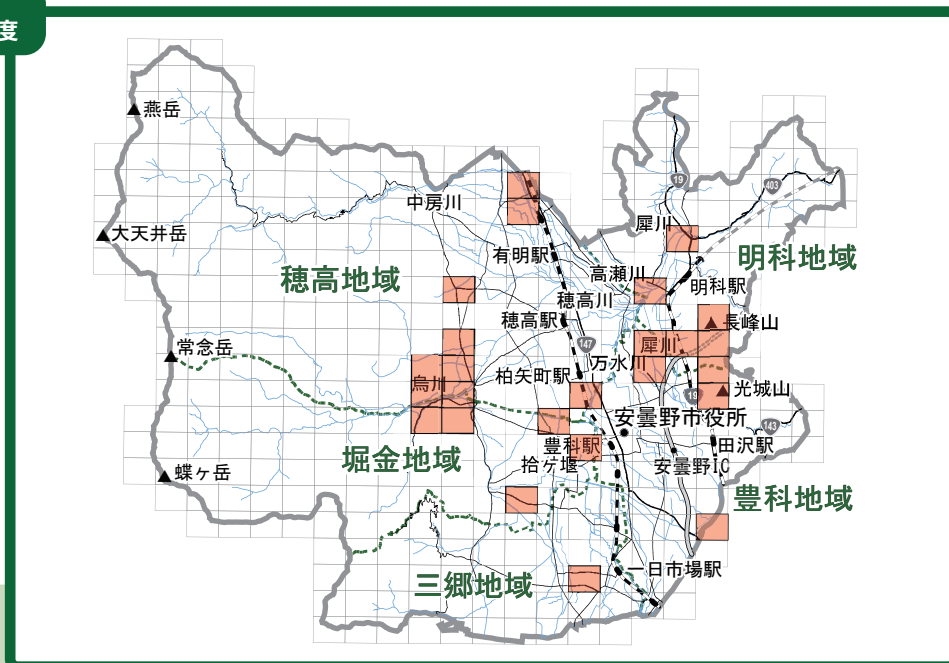 度
燕岳
19
403
中房川
犀川
大天井岳
有明駅
明科地域
穂高地域
高瀬川
明科駅
穂高川
穂高駅
長峰山
147
犀川
常念岳
万水川
柏矢町駅
烏川
19
光城山
安曇野市役所
143
豊科駅
田沢駅
堀金地域
拾ケ堰
安曇野IC
蝶ヶ岳
豊科地域
一日市場駅
三郷地域